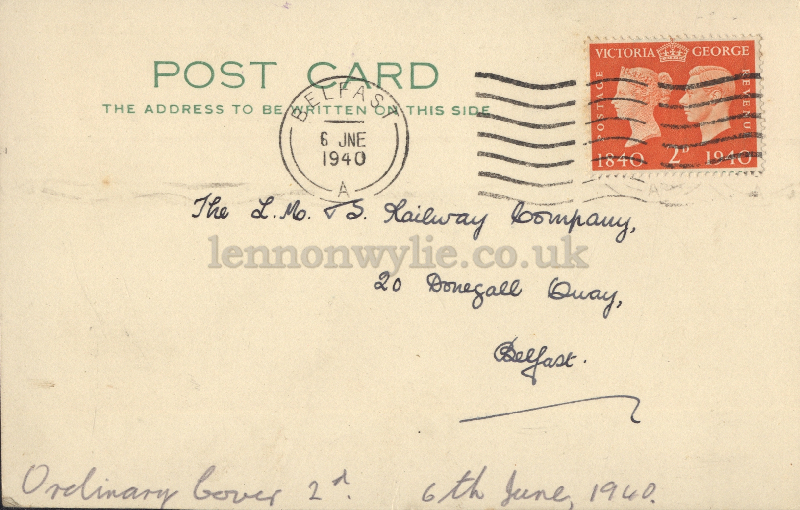 POST CARD
THE ADDRESS TO BE WRITTEN ON THIS SIDE
BELFAST
6 JNE
1940
A
VICTORIA GEORGE
POSTAGE
REVENUE
1840 2D 1940
The L. M. & S. Railway Company,
lennonwylie.co.uk
20 Donegall Quay,
Belfast.
Ordinary Cover 2d. 6th June, 1940.